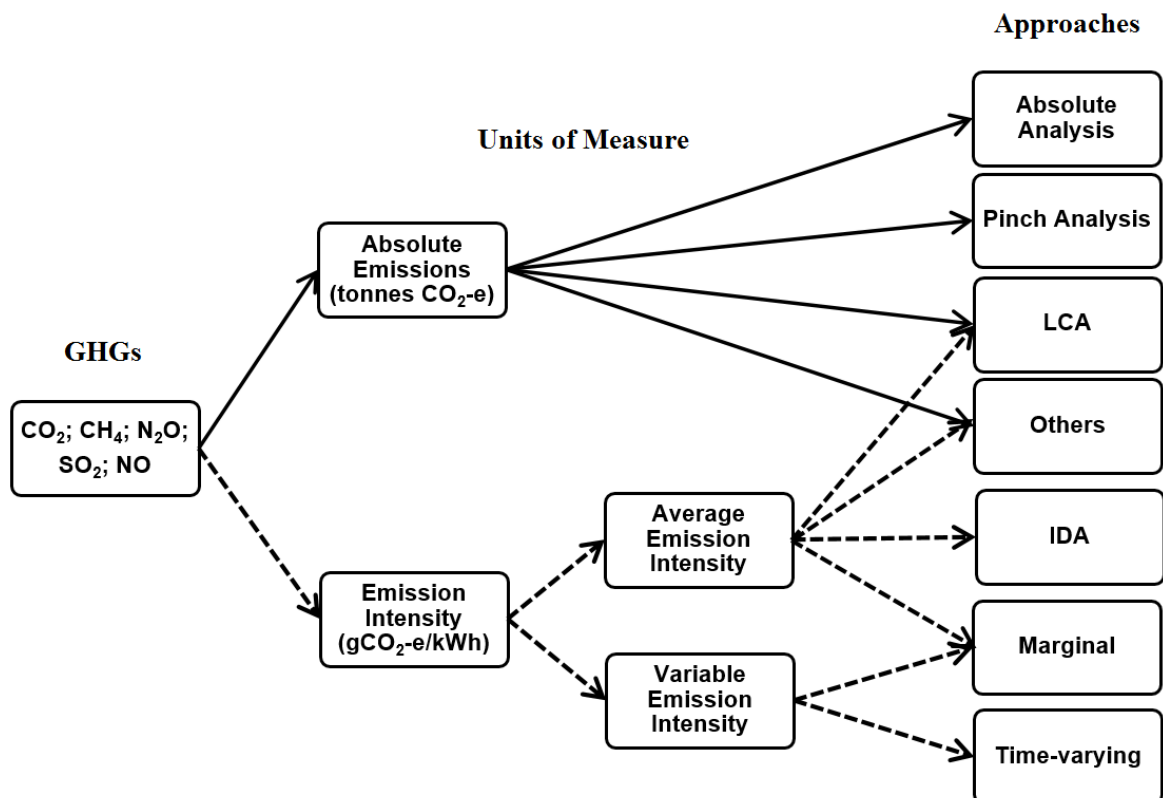 Approaches
Absolute
Analysis
Units of Measure
Pinch Analysis
Absolute
Emissions
(tonnes CO₂-e)
LCA
GHGs
Others
CO₂; CH₄; N₂O;
SO₂; NO
Average
Emission
Intensity
IDA
Emission
Intensity
(gCO₂-e/kWh)
Marginal
Variable
Emission
Intensity
Time-varying